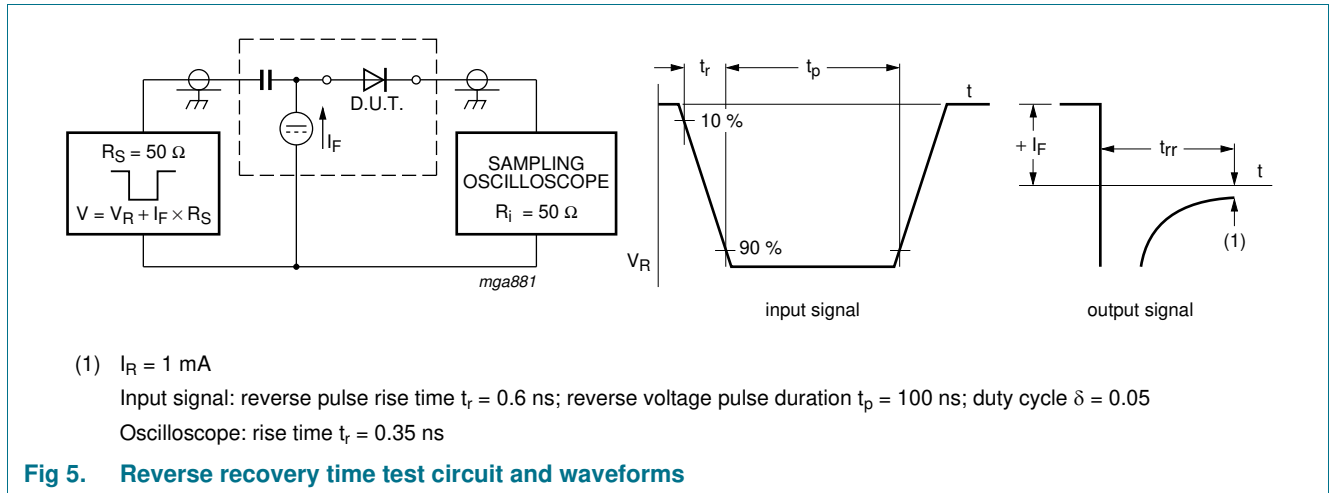 D.U.T.
I_F
R_S = 50 Ω
V = V_R + I_F × R_S
SAMPLING
OSCILLOSCOPE
R_i = 50 Ω
mga881
t_r
t_p
t
10 %
90 %
V_R
input signal
+ I_F
t_rr
t
(1)
output signal
(1) I_R = 1 mA
Input signal: reverse pulse rise time t_r = 0.6 ns; reverse voltage pulse duration t_p = 100 ns; duty cycle δ = 0.05
Oscilloscope: rise time t_r = 0.35 ns
Fig 5. Reverse recovery time test circuit and waveforms